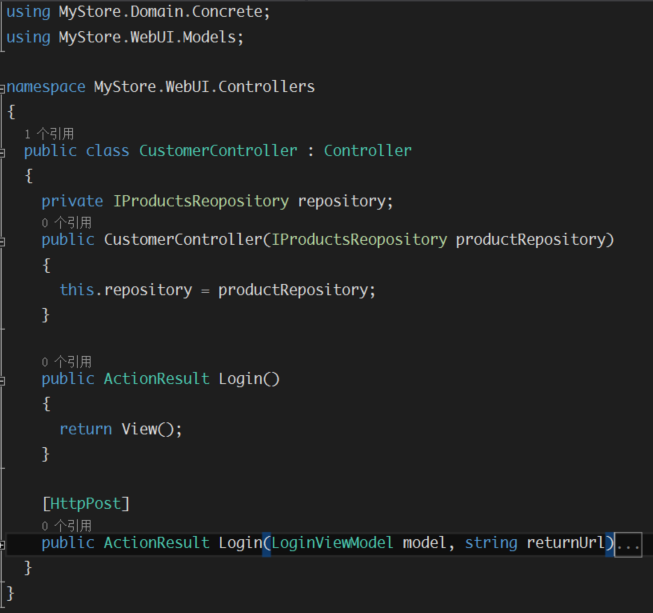 using MyStore.Domain.Concrete;
using MyStore.WebUI.Models;
namespace MyStore.WebUI.Controllers
{
1 个引用
public class CustomerController : Controller
{
private IProductsReopository repository;
0 个引用
public CustomerController(IProductsReopository productRepository)
{
this.repository = productRepository;
}
0 个引用
public ActionResult Login()
{
return View();
}
[HttpPost]
0 个引用
public ActionResult Login(LoginViewModel model, string returnUrl)...
}
}